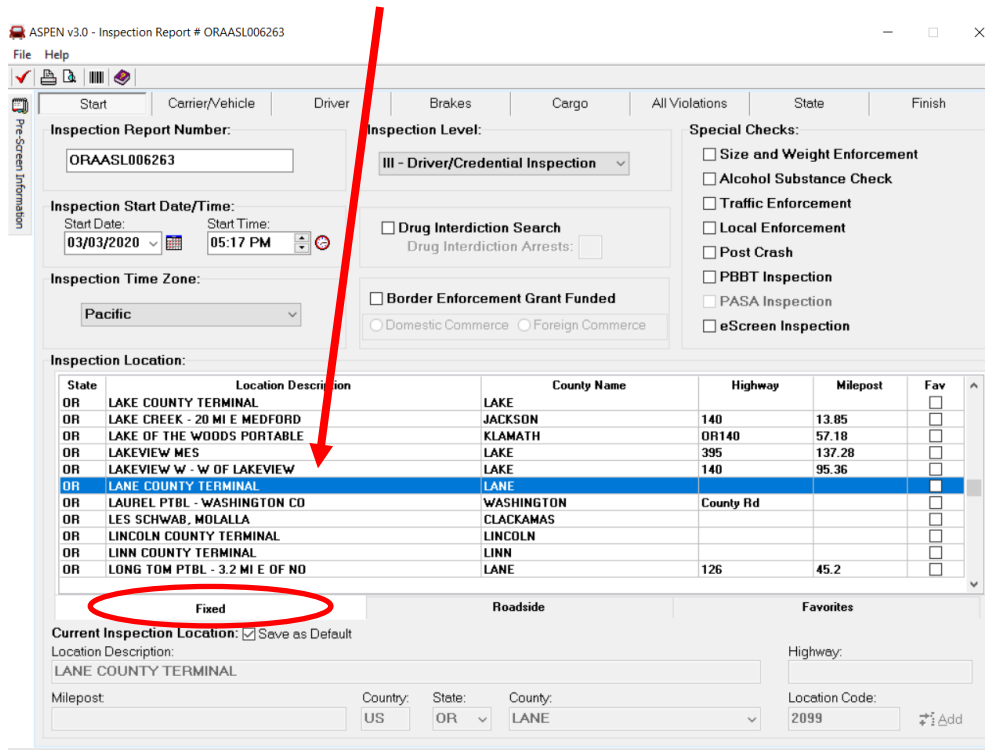 ASPEN v3.0 - Inspection Report # ORAASL006263
File Help
Pre-Screen Information
Start Carrier/Vehicle Driver Brakes Cargo All Violations State Finish
Inspection Report Number:
ORAASL006263
Inspection Level:
III - Driver/Credential Inspection
Special Checks:
Size and Weight Enforcement
Alcohol Substance Check
Traffic Enforcement
Local Enforcement
Post Crash
PBBT Inspection
PASA Inspection
eScreen Inspection
Inspection Start Date/Time:
Start Date: Start Time:
03/03/2020 05:17 PM
Drug Interdiction Search
Drug Interdiction Arrests:
Inspection Time Zone:
Pacific
Border Enforcement Grant Funded
Domestic Commerce Foreign Commerce
Inspection Location:
State Location Description County Name Highway Milepost Fav
OR LAKE COUNTY TERMINAL LAKE
OR LAKE CREEK - 20 MI E MEDFORD JACKSON 140 13.85
OR LAKE OF THE WOODS PORTABLE KLAMATH OR140 57.18
OR LAKEVIEW MES LAKE 395 137.28
OR LAKEVIEW W - W OF LAKEVIEW LAKE 140 95.36
OR LANE COUNTY TERMINAL LANE
OR LAUREL PTBL - WASHINGTON CO WASHINGTON County Rd
OR LES SCHWAB, MOLALLA CLACKAMAS
OR LINCOLN COUNTY TERMINAL LINCOLN
OR LINN COUNTY TERMINAL LINN
OR LONG TOM PTBL - 3.2 MI E OF NO LANE 126 45.2
Fixed Roadside Favorites
Current Inspection Location: Save as Default
Location Description: Highway:
LANE COUNTY TERMINAL
Milepost: Country: State: County: Location Code:
US OR LANE 2099 Add